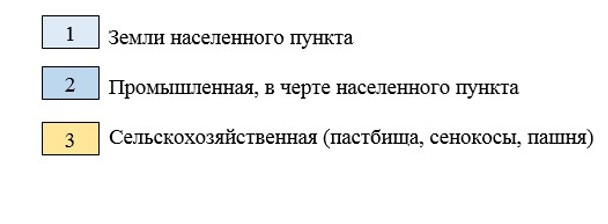 1 Земли населенного пункта
2 Промышленная, в черте населенного пункта
3 Сельскохозяйственная (пастбища, сенокосы, пашня)